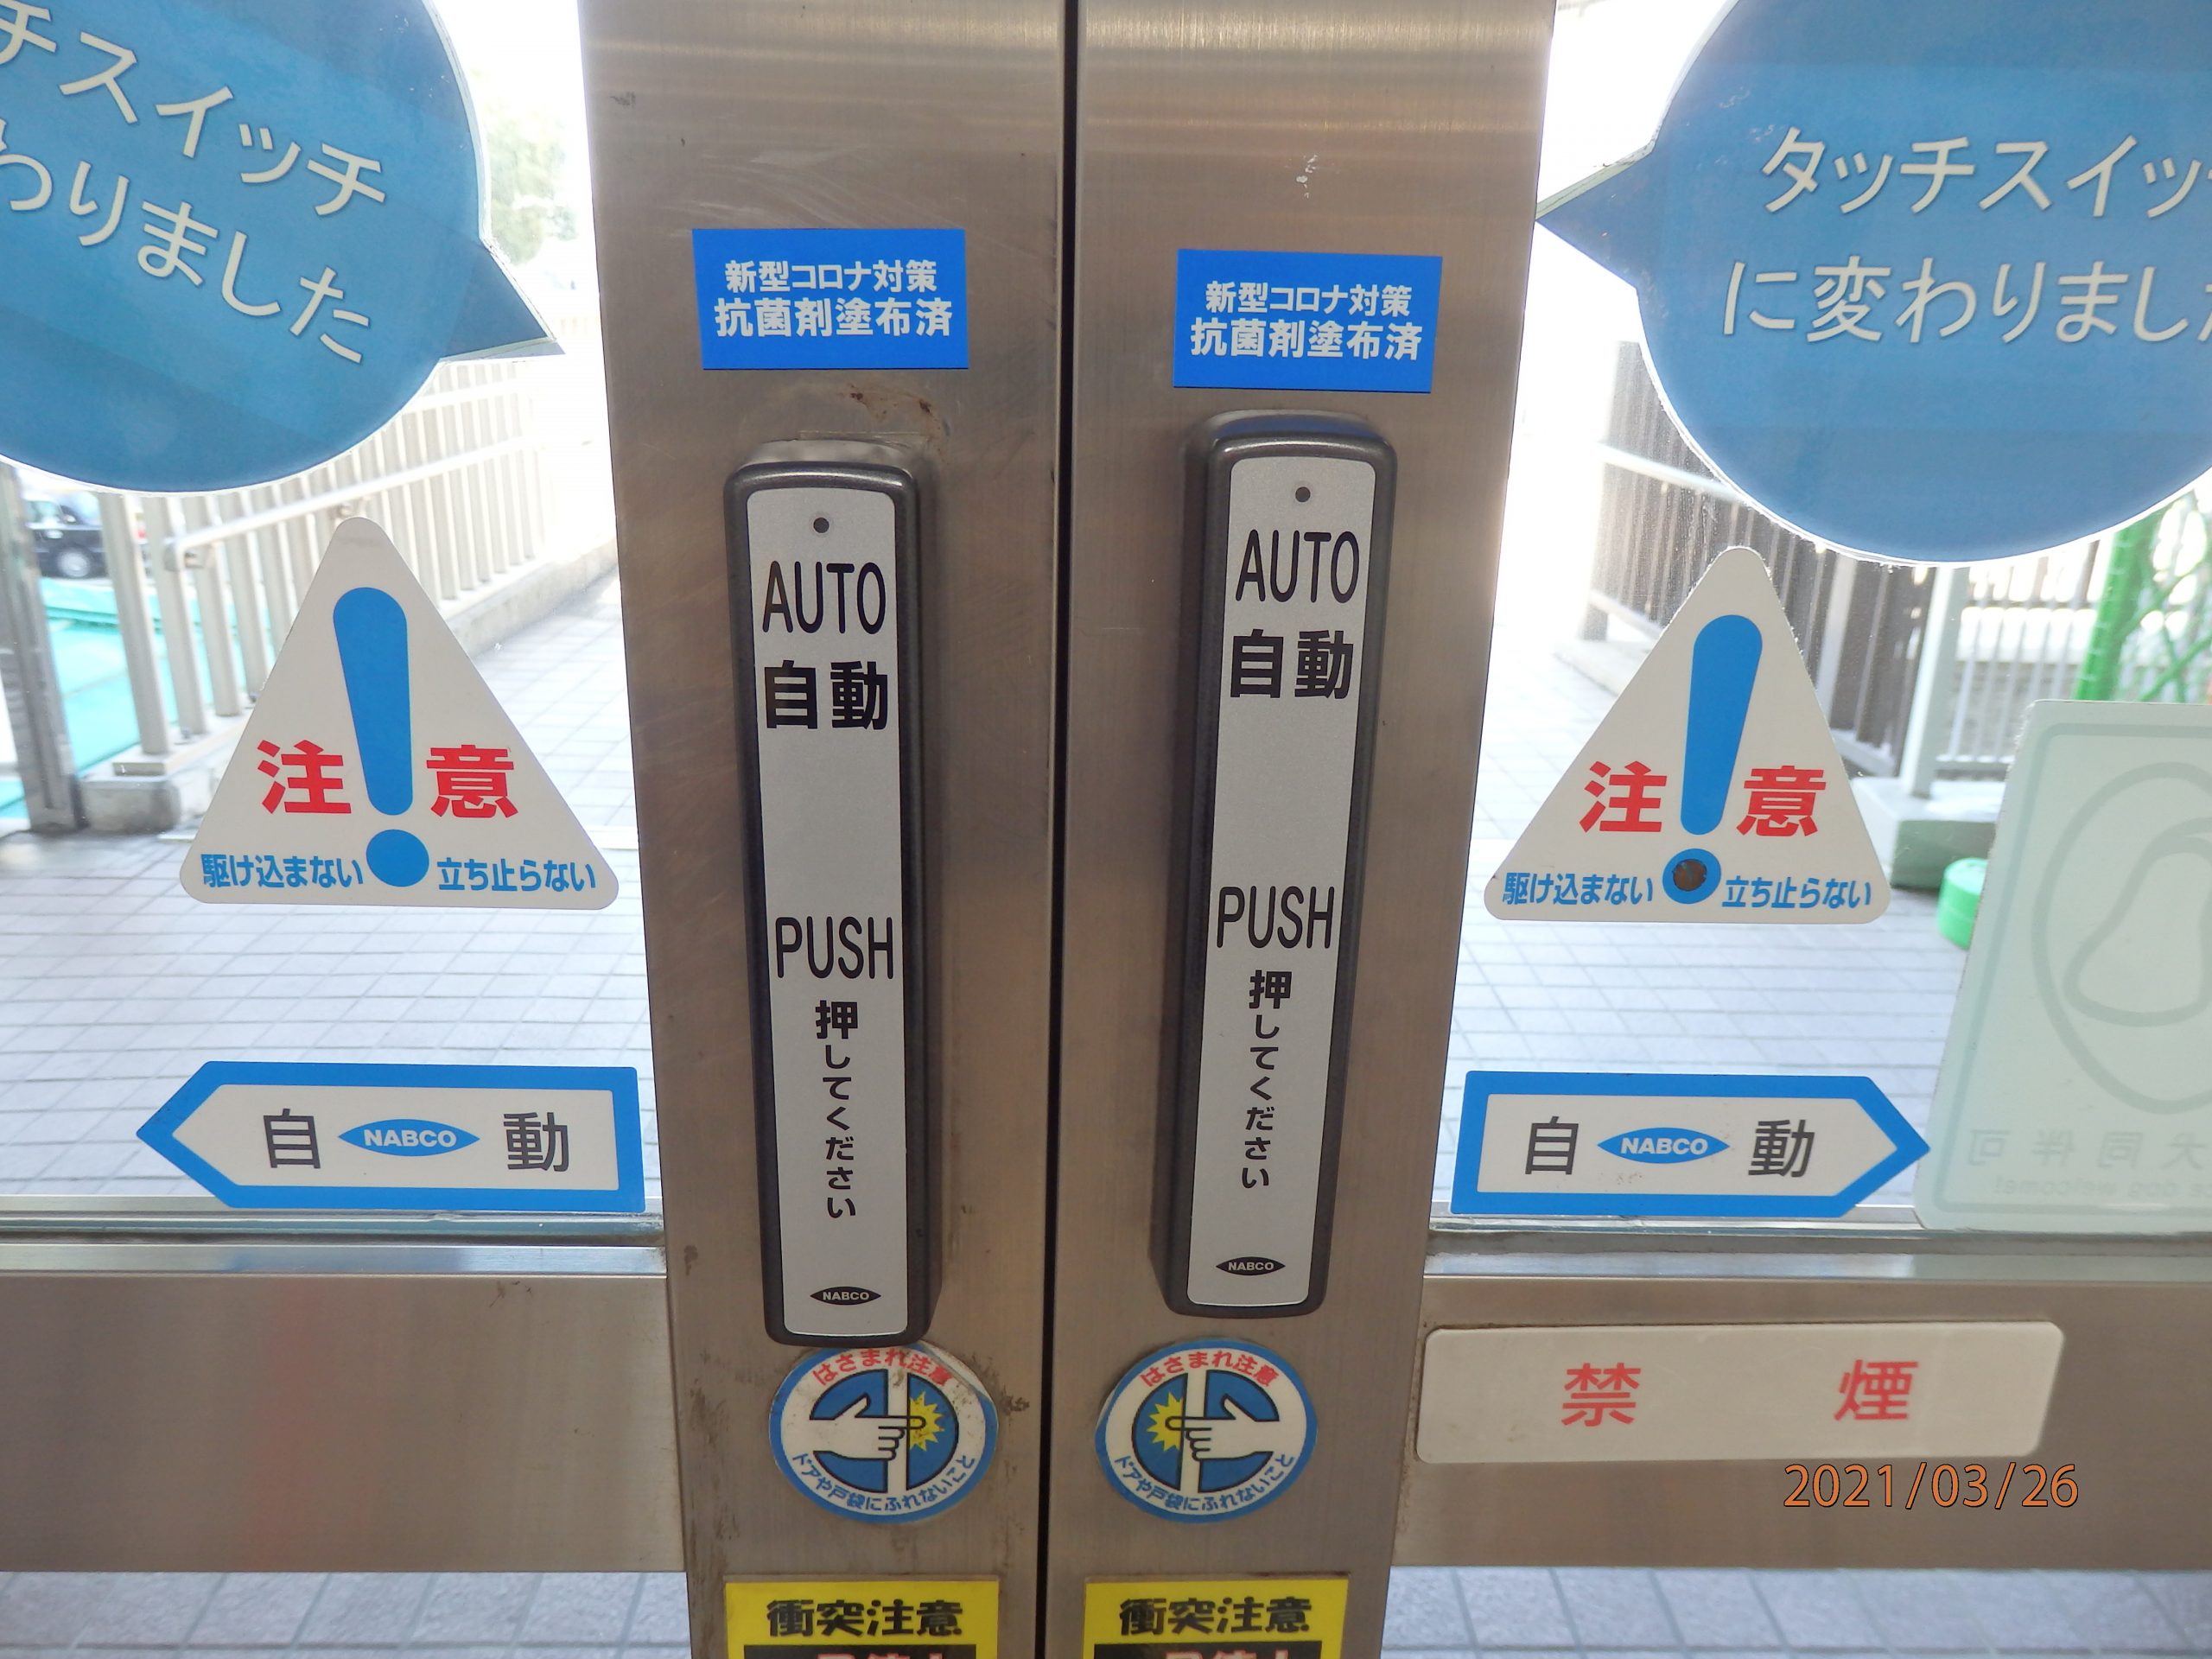 チスイッチ
わりました
タッチスイッ
に変わりまし
新型コロナ対策
抗菌剤塗布済
新型コロナ対策
抗菌剤塗布済
AUTO
自動
PUSH
押してください
NABCO
AUTO
自動
PUSH
押してください
NABCO
注意
駆け込まない 立ち止らない
注意
駆け込まない 立ち止らない
自 NABCO 動
自 NABCO 動
犬同伴可
dog welcome!
はさまれ注意
ドアや戸袋にふれないこと
はさまれ注意
ドアや戸袋にふれないこと
禁煙
2021/03/26
衝突注意
衝突注意